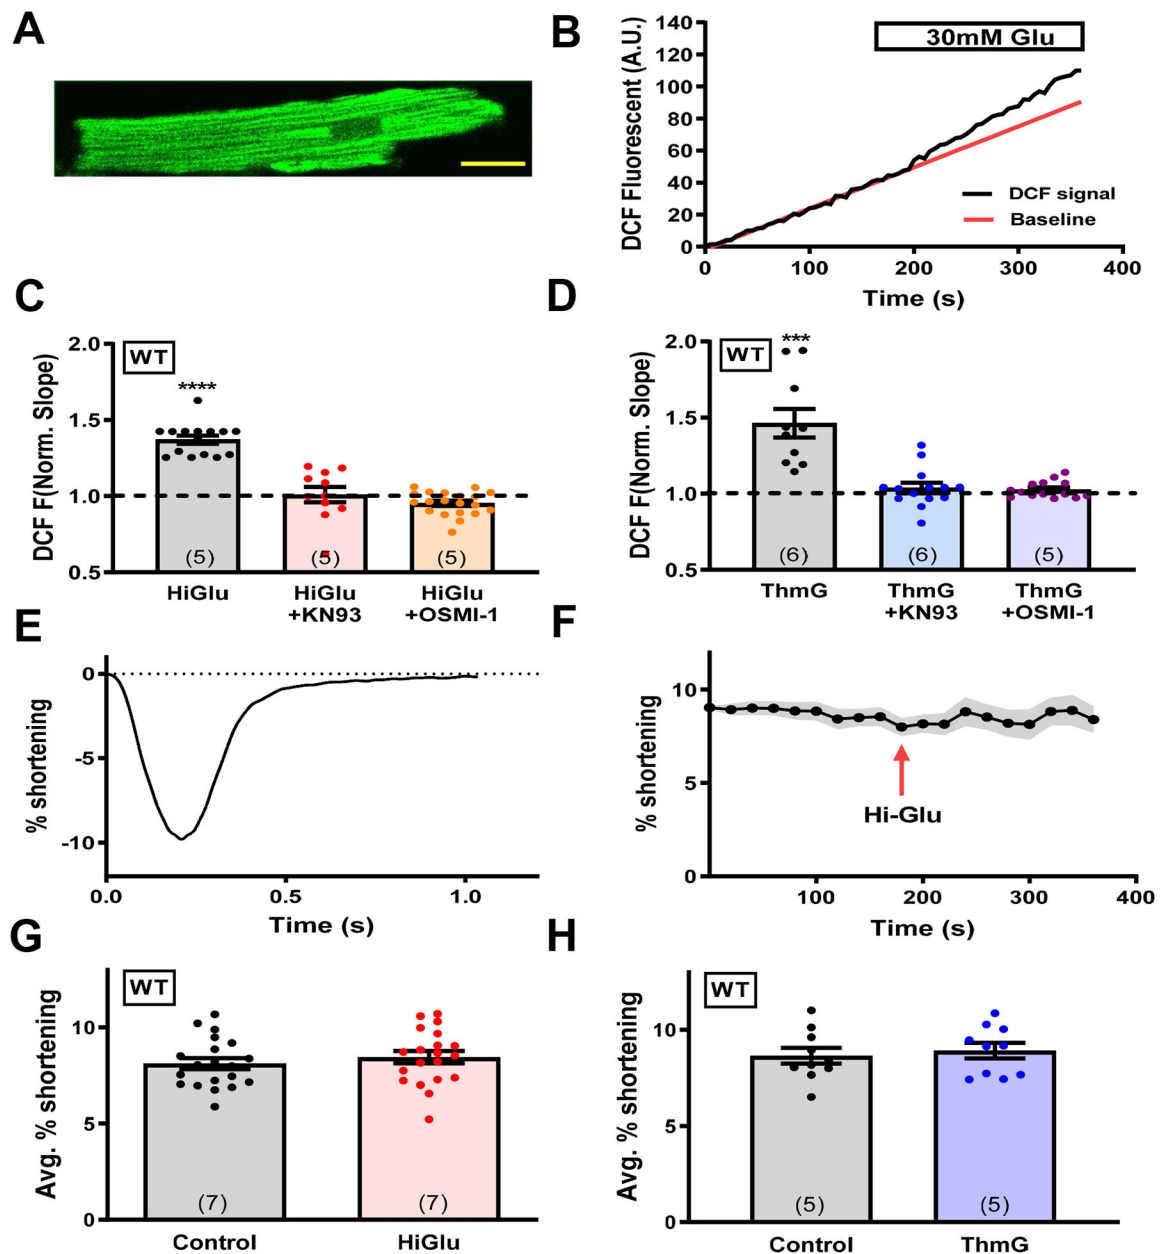 A
B
DCF Fluorescent (A.U.)
140
120
100
80
60
40
20
0
30mM Glu
DCF signal
Baseline
0
100
200
300
400
Time (s)
C
DCF F(Norm. Slope)
2.0
1.5
1.0
0.5
WT
****
(5)
(5)
(5)
HiGlu
HiGlu
+KN93
HiGlu
+OSMI-1
D
DCF F(Norm. Slope)
2.0
1.5
1.0
0.5
WT
***
(6)
(6)
(5)
ThmG
ThmG
+KN93
ThmG
+OSMI-1
E
% shortening
0
-5
-10
0.0
0.5
1.0
Time (s)
F
% shortening
10
5
0
Hi-Glu
100
200
300
400
Time (s)
G
Avg. % shortening
10
5
0
WT
(7)
(7)
Control
HiGlu
H
Avg. % shortening
10
5
0
WT
(5)
(5)
Control
ThmG